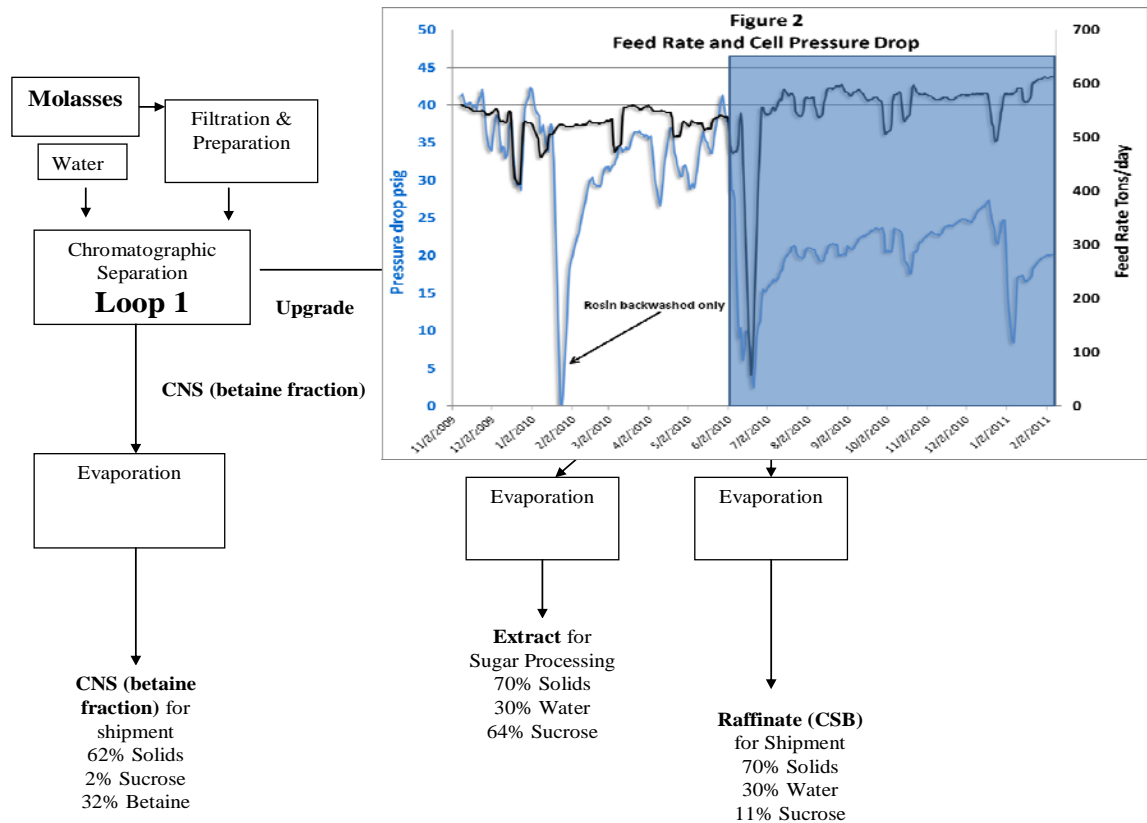 Molasses
Filtration &
Preparation
Water
Chromatographic
Separation
Loop 1
Upgrade
CNS (betaine fraction)
Evaporation
CNS (betaine
fraction) for
shipment
62% Solids
2% Sucrose
32% Betaine
Figure 2
Feed Rate and Cell Pressure Drop
Pressure drop psig
50
45
40
35
30
25
20
15
10
5
0
Resin backwashed only
700
600
500
400
300
200
100
0
Feed Rate Tons/day
11/2/2009
12/2/2009
1/2/2010
2/2/2010
3/2/2010
4/2/2010
5/2/2010
6/2/2010
7/2/2010
8/2/2010
9/2/2010
10/2/2010
11/2/2010
12/2/2010
1/2/2011
2/2/2011
Evaporation
Extract for
Sugar Processing
70% Solids
30% Water
64% Sucrose
Evaporation
Raffinate (CSB)
for Shipment
70% Solids
30% Water
11% Sucrose